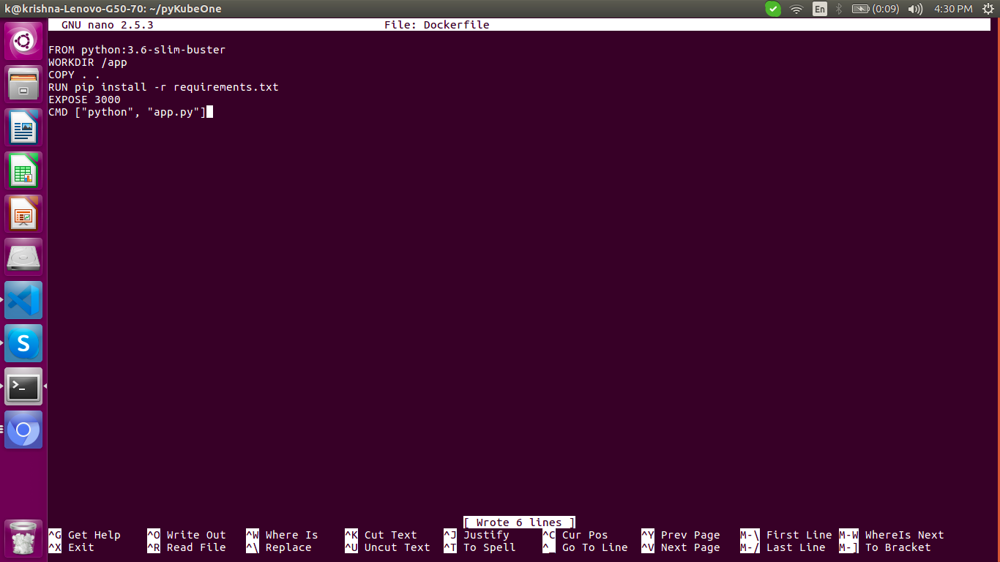 k@krishna-Lenovo-G50-70: ~/pyKubeOne
En
(0:09)
4:30 PM
GNU nano 2.5.3 File: Dockerfile
FROM python:3.6-slim-buster
WORKDIR /app
COPY . .
RUN pip install -r requirements.txt
EXPOSE 3000
CMD ["python", "app.py"]
[ Wrote 6 lines ]
^G Get Help ^O Write Out ^W Where Is ^K Cut Text ^J Justify ^C Cur Pos ^Y Prev Page M-\ First Line M-W WhereIs Next
^X Exit ^R Read File ^\ Replace ^U Uncut Text ^T To Spell ^_ Go To Line ^V Next Page M-/ Last Line M-] To Bracket